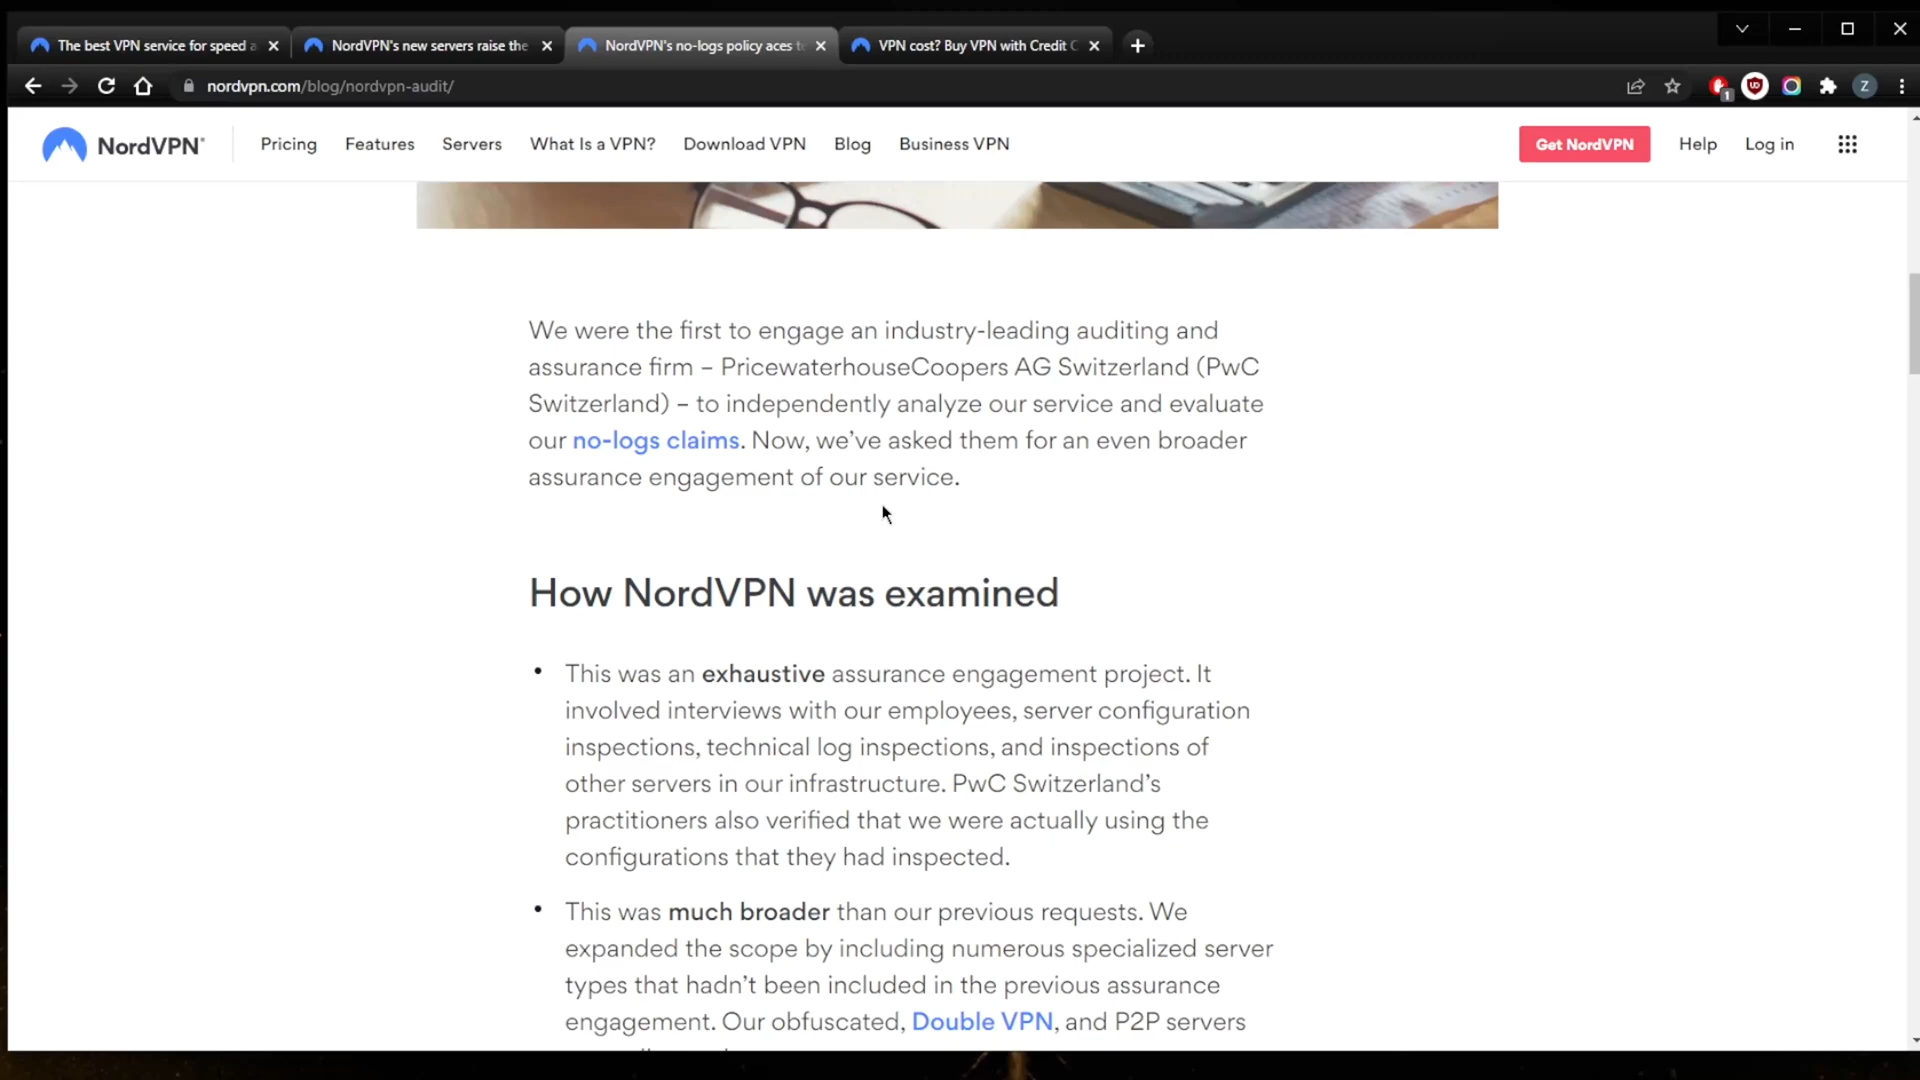 The best VPN service for speed a
NordVPN's new servers raise the
NordVPN's no-logs policy aces t
VPN cost? Buy VPN with Credit C
nordvpn.com/blog/nordvpn-audit/
1
Z
NordVPN®
Pricing
Features
Servers
What Is a VPN?
Download VPN
Blog
Business VPN
Get NordVPN
Help
Log in
We were the first to engage an industry-leading auditing and
assurance firm – PricewaterhouseCoopers AG Switzerland (PwC
Switzerland) – to independently analyze our service and evaluate
our no-logs claims. Now, we've asked them for an even broader
assurance engagement of our service.
How NordVPN was examined
• This was an exhaustive assurance engagement project. It
involved interviews with our employees, server configuration
inspections, technical log inspections, and inspections of
other servers in our infrastructure. PwC Switzerland's
practitioners also verified that we were actually using the
configurations that they had inspected.
• This was much broader than our previous requests. We
expanded the scope by including numerous specialized server
types that hadn't been included in the previous assurance
engagement. Our obfuscated, Double VPN, and P2P servers